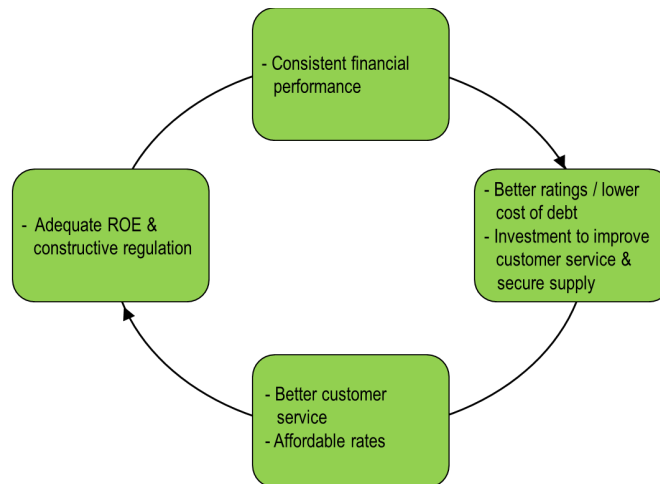 - Consistent financial
performance
- Better ratings / lower
cost of debt
- Investment to improve
customer service &
secure supply
- Better customer
service
- Affordable rates
- Adequate ROE &
constructive regulation